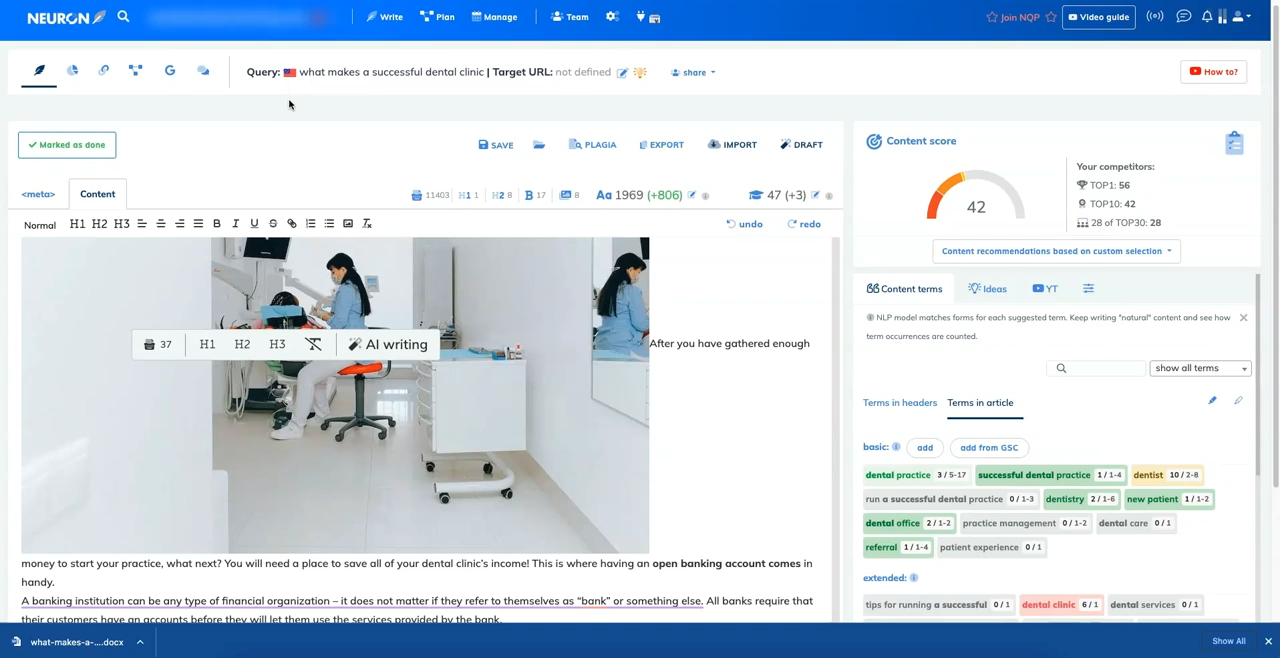 NEURON
Write
Plan
Manage
Team
Join NQP
Video guide
Query: what makes a successful dental clinic | Target URL: not defined
share
How to?
Marked as done
SAVE
PLAGIA
EXPORT
IMPORT
DRAFT
<meta>
Content
11403
H1 1
H2 8
B 17
8
Aa 1969 (+806)
47 (+3)
Normal
H1 H2 H3
B I U S
undo
redo
37
H1 H2 H3
AI writing
After you have gathered enough
money to start your practice, what next? You will need a place to save all of your dental clinic's income! This is where having an open banking account comes in
handy.
A banking institution can be any type of financial organization – it does not matter if they refer to themselves as "bank" or something else. All banks require that
their customers have an accounts before they will let them use the services provided by the bank.
Content score
42
Your competitors:
TOP1: 56
TOP10: 42
28 of TOP30: 28
Content recommendations based on custom selection
Content terms
Ideas
YT
NLP model matches forms for each suggested term. Keep writing "natural" content and see how
term occurrences are counted.
show all terms
Terms in headers
Terms in article
basic:
add
add from GSC
dental practice 3 / 5-17
successful dental practice 1 / 1-4
dentist 10 / 2-8
run a successful dental practice 0 / 1-3
dentistry 2 / 1-6
new patient 1 / 1-2
dental office 2 / 1-2
practice management 0 / 1-2
dental care 0 / 1
referral 1 / 1-4
patient experience 0 / 1
extended:
tips for running a successful 0 / 1
dental clinic 6 / 1
dental services 0 / 1
what-makes-a-....docx
Show All